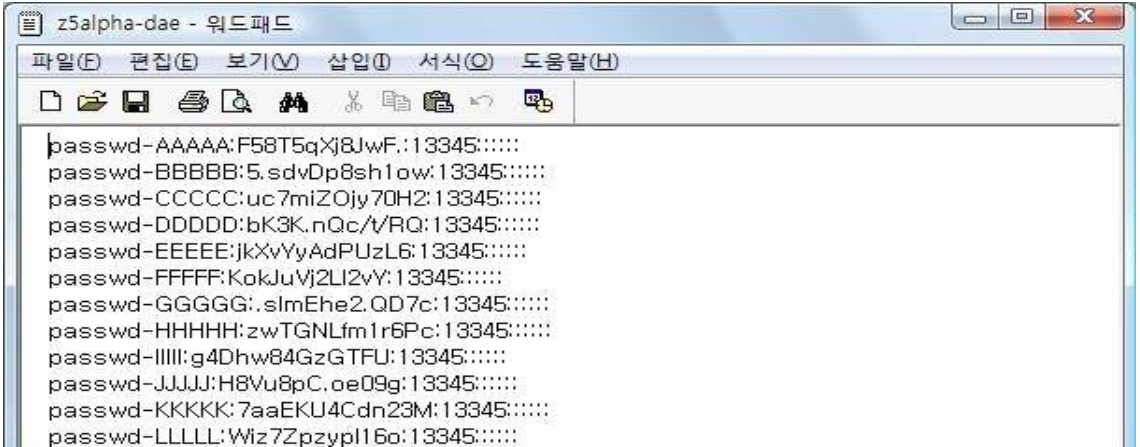 z5alpha-dae - 워드패드
파일(F) 편집(E) 보기(V) 삽입(I) 서식(O) 도움말(H)
passwd-AAAAA:F58T5qXj8JwF.:13345::::::
passwd-BBBBB:5.sdvDp8sh1ow:13345::::::
passwd-CCCCC:uc7miZOjy70H2:13345::::::
passwd-DDDDD:bK3K.nQc/t/RQ:13345::::::
passwd-EEEEE:jkXvYyAdPUzL6:13345::::::
passwd-FFFFF:KokJuVj2LI2vY:13345::::::
passwd-GGGGG:.sImEhe2.QD7c:13345::::::
passwd-HHHHH:zwTGNLfm1r6Pc:13345::::::
passwd-IIIII:g4Dhw84GzGTFU:13345::::::
passwd-JJJJJ:H8Vu8pC.oe09g:13345::::::
passwd-KKKKK:7aaEKU4Cdn23M:13345::::::
passwd-LLLLL:Wiz7Zpzypl16o:13345::::::